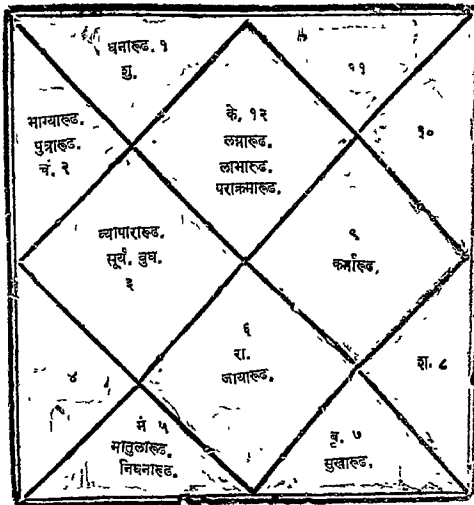 धनारूढ. १
शु.
११
भाग्यारूढ.
पुत्रारूढ.
चं. २
के. १२
लग्नारूढ.
लाभारूढ.
पराक्रमारूढ.
१०
व्यापारारूढ.
सूर्य. बुध.
३
९
कर्मारूढ.
६
रा.
जायारूढ.
४
श. ८
मं ५
मातुलारूढ.
निधनारूढ.
बृ. ७
सुखारूढ.